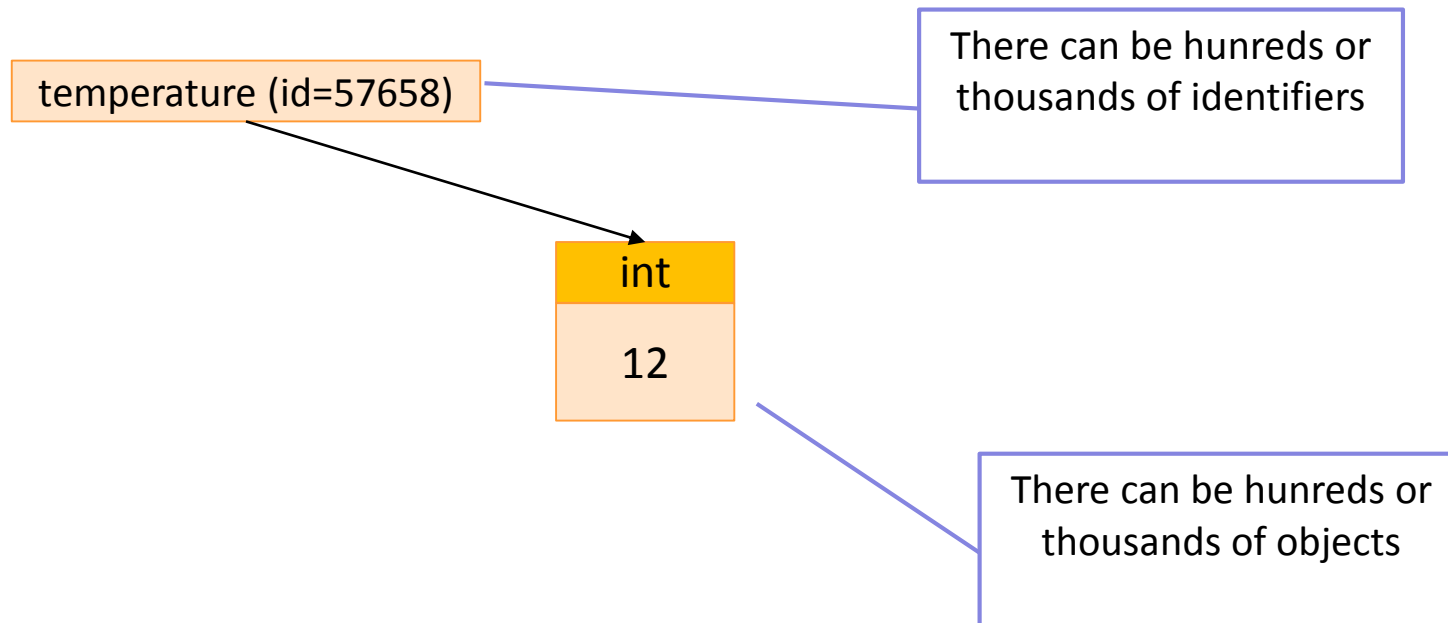 There can be hunreds or
thousands of identifiers
temperature (id=57658)
int
12
There can be hunreds or
thousands of objects